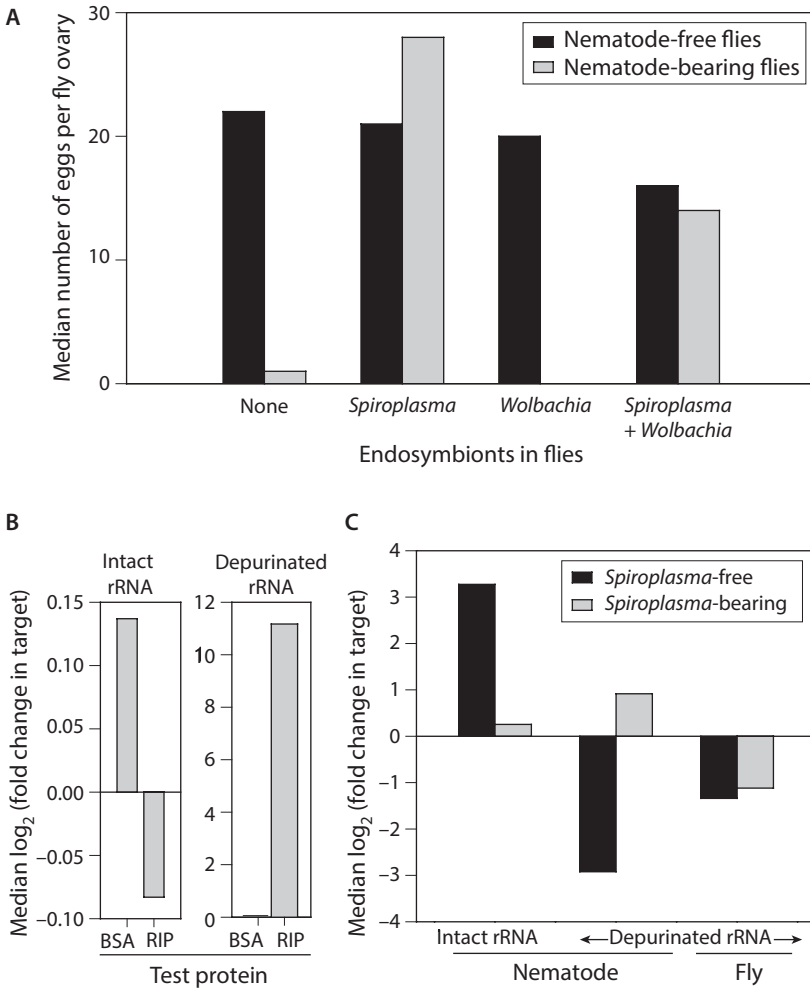 A
Median number of eggs per fly ovary
30
20
10
0
Nematode-free flies
Nematode-bearing flies
None
Spiroplasma
Wolbachia
Spiroplasma
+ Wolbachia
Endosymbionts in flies
B
Median log2 (fold change in target)
Intact
rRNA
0.15
0.10
0.05
0.00
−0.05
−0.10
BSA
RIP
Depurinated
rRNA
12
10
8
6
4
2
0
BSA
RIP
Test protein
C
Median log2 (fold change in target)
4
3
2
1
0
−1
−2
−3
−4
Spiroplasma-free
Spiroplasma-bearing
Intact rRNA
←Depurinated rRNA→
Nematode
Fly